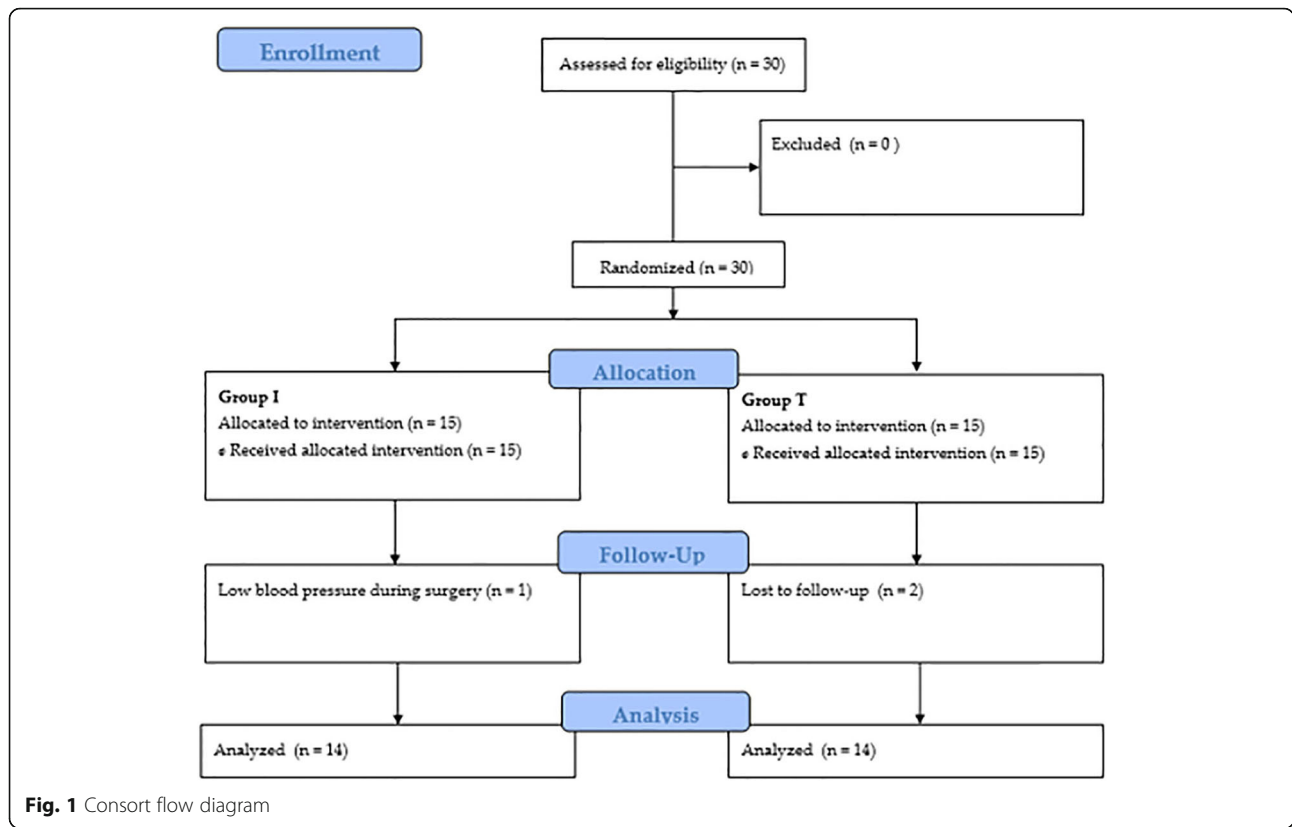 Enrollment
Assessed for eligibility (n = 30)
Excluded (n = 0 )
Randomized (n = 30)
Allocation
Group I
Allocated to intervention (n = 15)
Received allocated intervention (n = 15)
Group T
Allocated to intervention (n = 15)
Received allocated intervention (n = 15)
Follow-Up
Low blood pressure during surgery (n = 1)
Lost to follow-up (n = 2)
Analysis
Analyzed (n = 14)
Analyzed (n = 14)
Fig. 1 Consort flow diagram